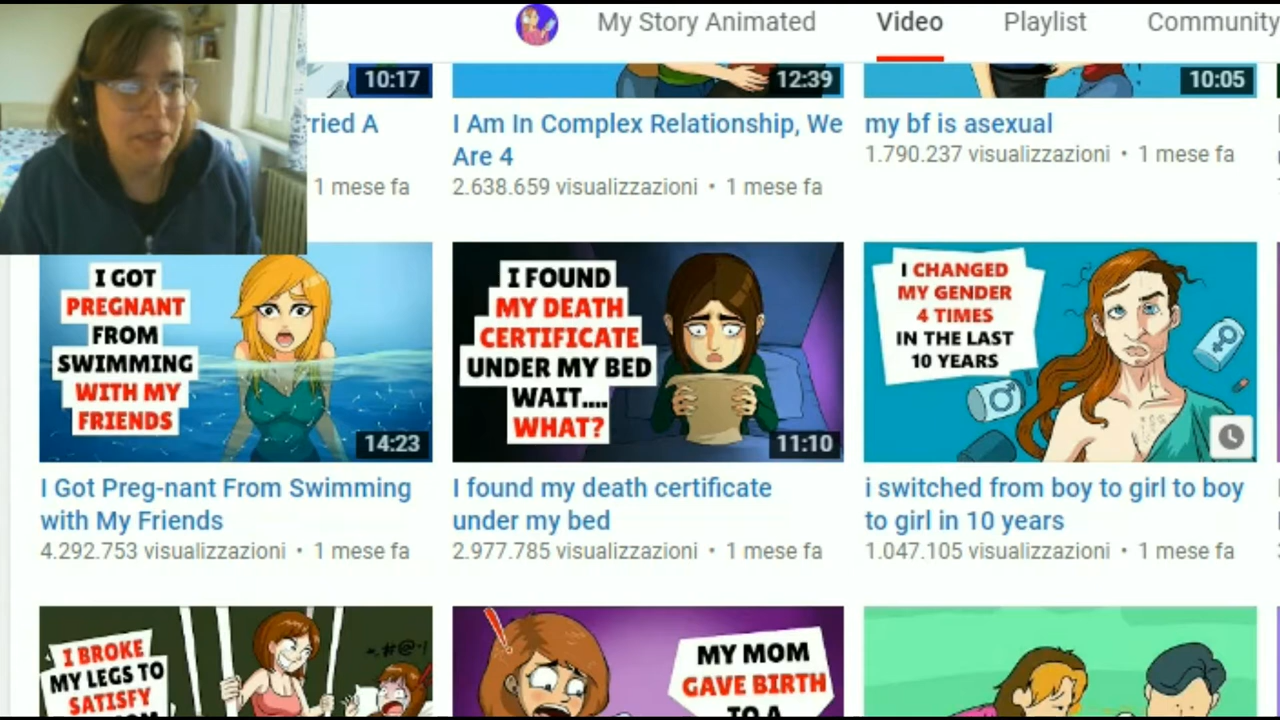 My Story Animated Video Playlist Community
10:17 12:39 10:05
rried A
I Am In Complex Relationship, We
Are 4
my bf is asexual
1 mese fa
2.638.659 visualizzazioni • 1 mese fa
1.790.237 visualizzazioni • 1 mese fa
I GOT
PREGNANT
FROM
SWIMMING
WITH MY
FRIENDS
14:23
I FOUND
MY DEATH
CERTIFICATE
UNDER MY BED
WAIT....
WHAT?
11:10
I CHANGED
MY GENDER
4 TIMES
IN THE LAST
10 YEARS
I Got Preg-nant From Swimming
with My Friends
4.292.753 visualizzazioni • 1 mese fa
I found my death certificate
under my bed
2.977.785 visualizzazioni • 1 mese fa
i switched from boy to girl to boy
to girl in 10 years
1.047.105 visualizzazioni • 1 mese fa
I BROKE
MY LEGS TO
SATISFY
*,#@*!
MY MOM
GAVE BIRTH
TO A